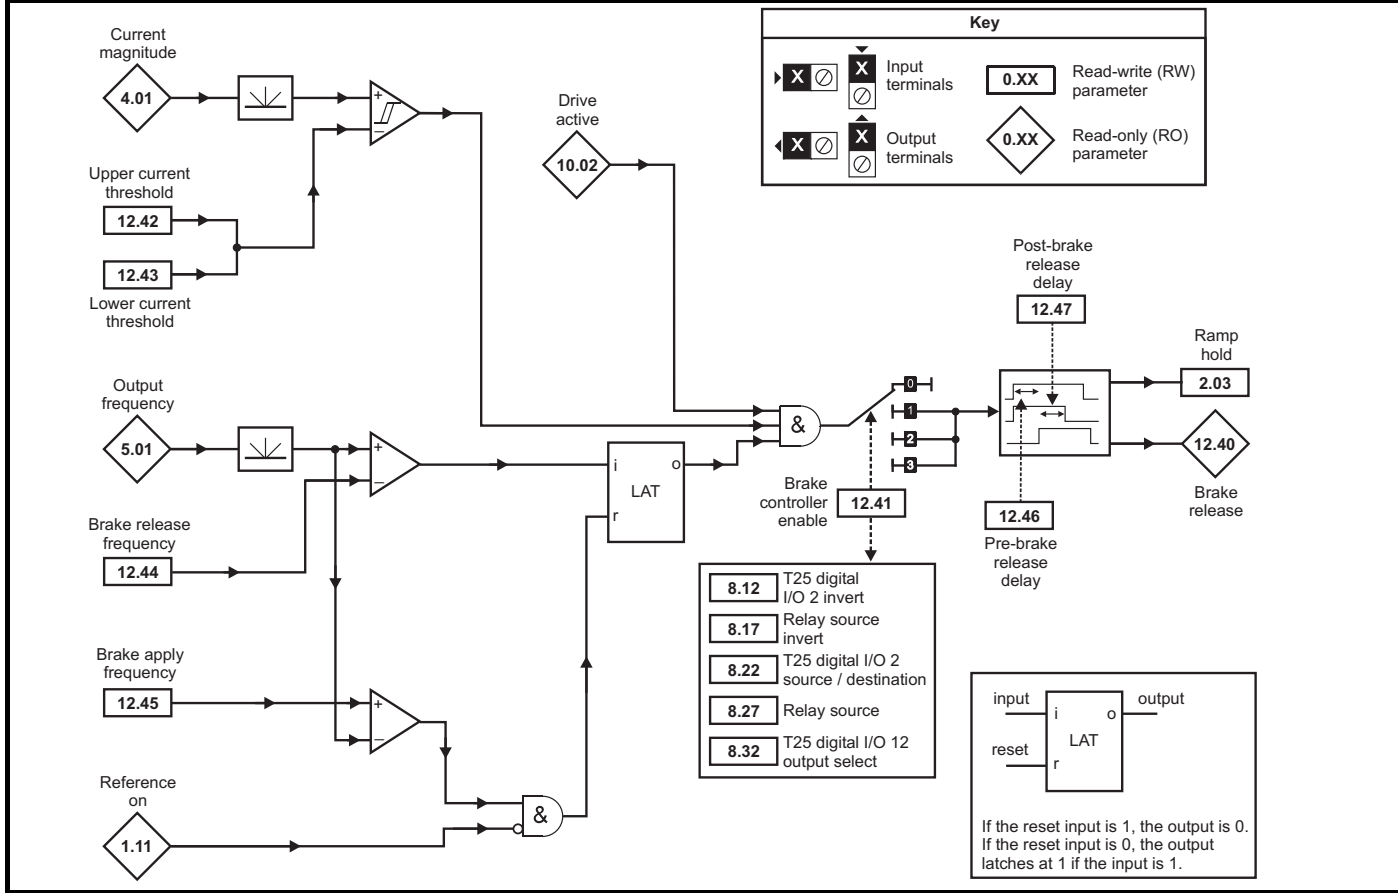 Current
magnitude
4.01
+
−
Upper current
threshold
12.42
12.43
Lower current
threshold
Drive
active
10.02
Key
X
X
Input
terminals
X
X
Output
terminals
0.XX
Read-write (RW)
parameter
0.XX
Read-only (RO)
parameter
Output
frequency
5.01
+
−
Brake release
frequency
12.44
Brake apply
frequency
12.45
+
−
Reference
on
1.11
&
i
o
LAT
r
&
0
1
2
3
Brake
controller
enable
12.41
Post-brake
release
delay
12.47
12.46
Pre-brake
release
delay
Ramp
hold
2.03
12.40
Brake
release
8.12
T25 digital
I/O 2 invert
8.17
Relay source
invert
8.22
T25 digital I/O 2
source / destination
8.27
Relay source
8.32
T25 digital I/O 12
output select
input
i
o
output
LAT
reset
r
If the reset input is 1, the output is 0.
If the reset input is 0, the output
latches at 1 if the input is 1.